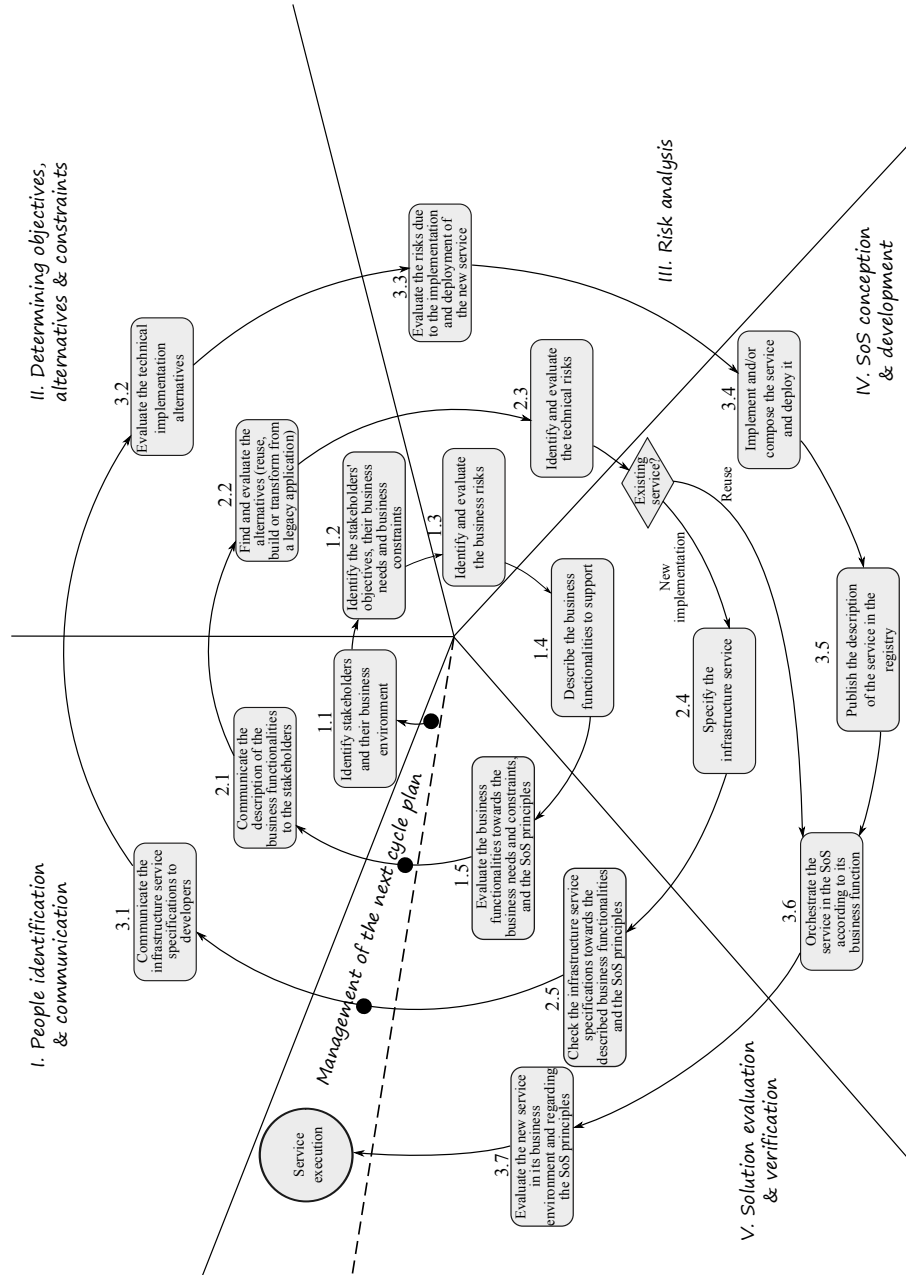 I. People identification
& communication
II. Determining objectives,
alternatives & constraints
III. Risk analysis
IV. SoS conception
& development
V. Solution evaluation
& verification
Management of the next cycle plan
1.1
Identify stakeholders
and their business
environment
1.2
Identify the stakeholders'
objectives, their business
needs and business
constraints
1.3
Identify and evaluate
the business risks
1.4
Describe the business
functionalities to support
1.5
Evaluate the business
functionalities towards the
business needs and constraints,
and the SoS principles
2.1
Communicate the
description of the
business functionalities
to the stakeholders
2.2
Find and evaluate the
alternatives (reuse,
build or transform from
a legacy application)
2.3
Identify and evaluate
the technical risks
Existing
service?
New
implementation
Reuse
2.4
Specify the
infrastructure service
2.5
Check the infrastructure service
specifications towards the
described business functionalities
and the SoS principles
3.1
Communicate the
infrastructure service
specifications to
developers
3.2
Evaluate the technical
implementation
alternatives
3.3
Evaluate the risks due
to the implementation
and deployment of
the new service
3.4
Implement and/or
compose the service
and deploy it
3.5
Publish the description
of the service in the
registry
3.6
Orchestrate the
service in the SoS
according to its
business function
3.7
Evaluate the new service
in its business
environment and regarding
the SoS principles
Service
execution